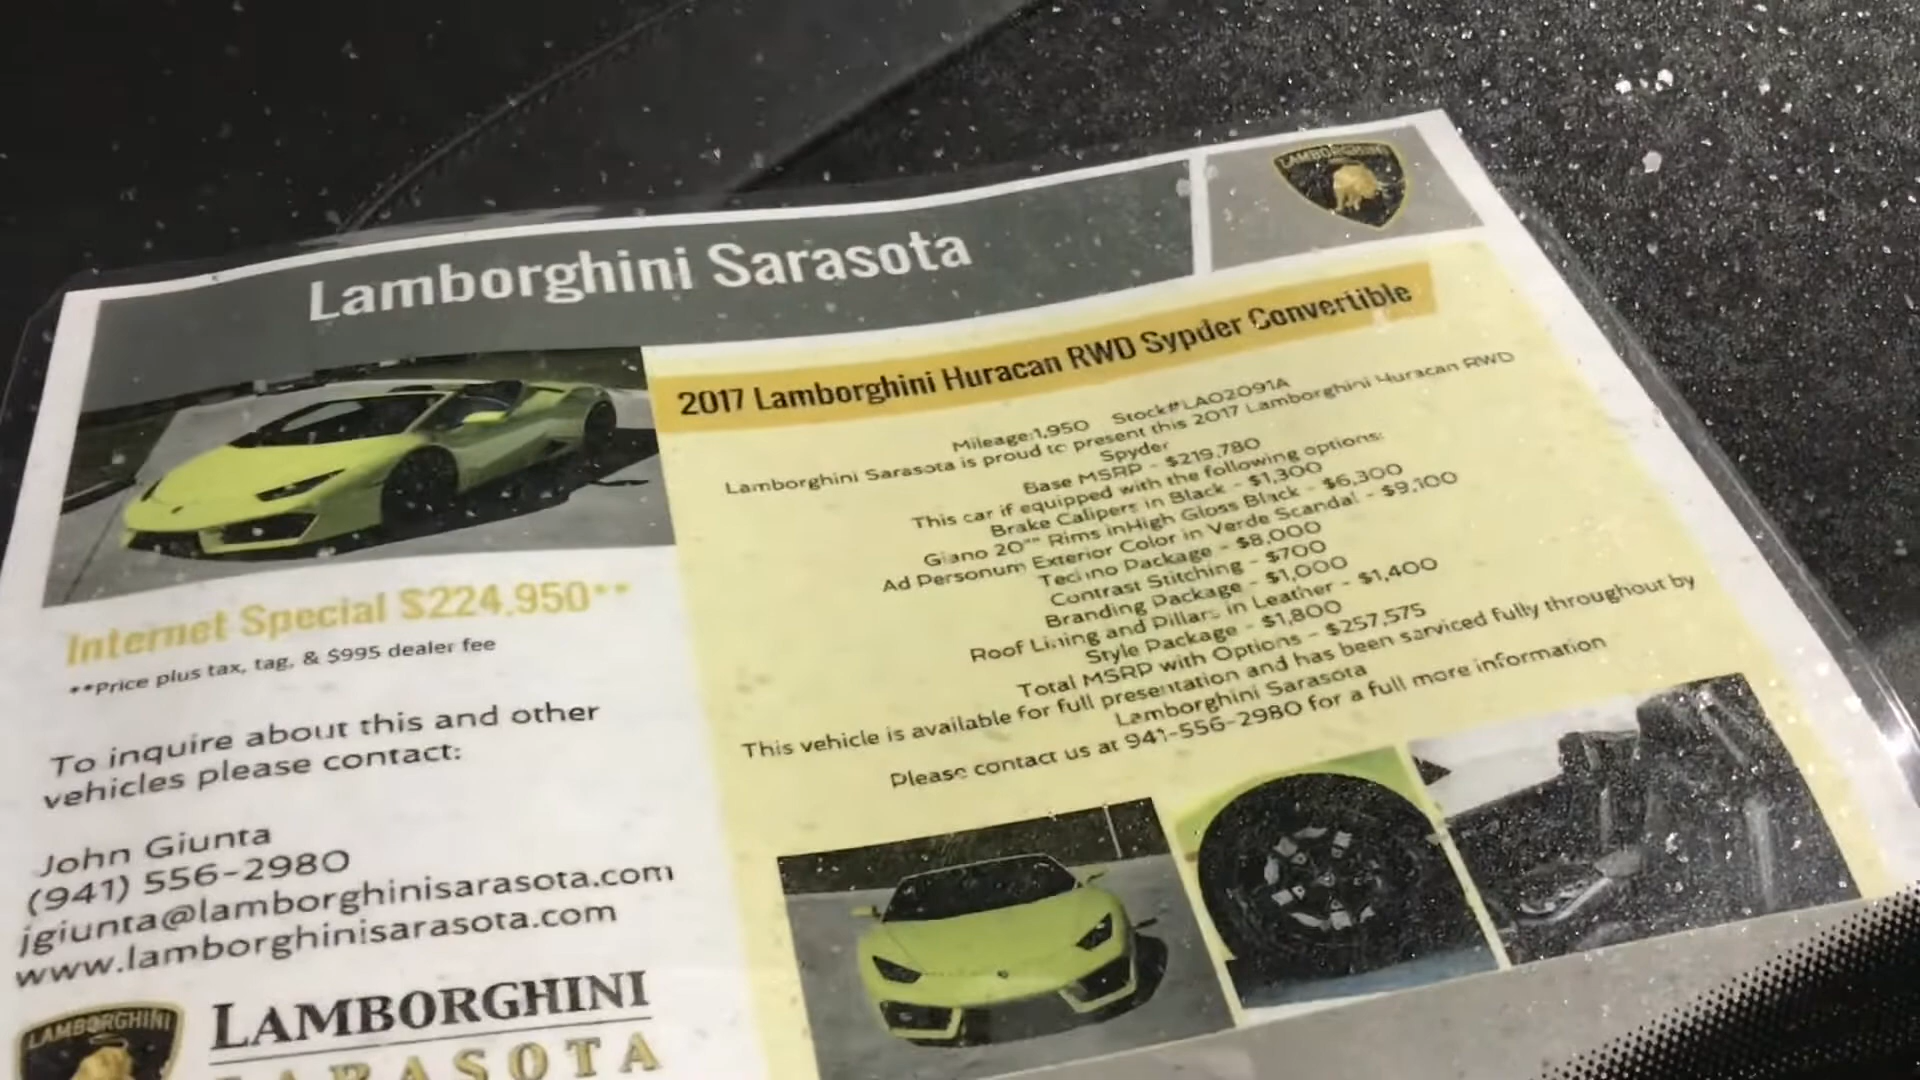 Lamborghini Sarasota
LAMBORGHINI
2017 Lamborghini Huracan RWD Sypder Convertible
Mileage:1,950 Stock#LA02091A
Lamborghini Sarasota is proud to present this 2017 Lamborghini Huracan RWD
Spyder
Base MSRP - $219,780
This car if equipped with the following options:
Brake Calipers in Black - $1,300
Giano 20"" Rims inHigh Gloss Black - $6,300
Ad Personum Exterior Color in Verde Scandal - $9,100
Techno Package - $8,000
Contrast Stitching - $700
Branding Package - $1,000
Roof Lining and Pillars in Leather - $1,400
Style Package - $1,800
Total MSRP with Options - $257,575
This vehicle is available for full presentation and has been serviced fully throughout by
Lamborghini Sarasota
Please contact us at 941-556-2980 for a full more information
Internet Special $224,950**
**Price plus tax, tag, & $995 dealer fee
To inquire about this and other
vehicles please contact:
John Giunta
(941) 556-2980
jgiunta@lamborghinisarasota.com
www.lamborghinisarasota.com
LAMBORGHINI
LAMBORGHINI
SARASOTA